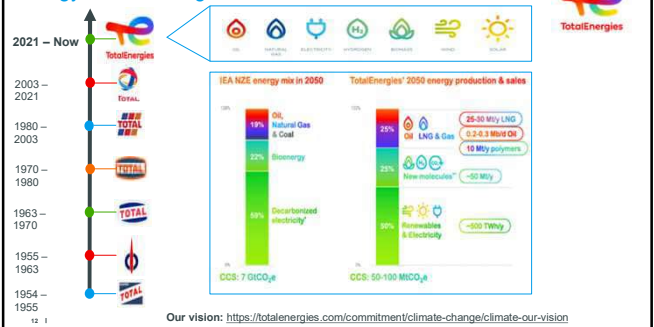 2021 – Now
TotalEnergies
TotalEnergies
OIL
NATURAL
GAS
ELECTRICITY
HYDROGEN
BIOMASS
WIND
SOLAR
2003 –
2021
TOTAL
1980 –
2003
TOTAL
1970 –
1980
TOTAL
1963 –
1970
TOTAL
1955 –
1963
1954 –
1955
TOTAL
IEA NZE energy mix in 2050
100%
19%
Oil,
Natural Gas
& Coal
22%
Bioenergy
59%
Decarbonized
electricity*
0%
CCS: 7 GtCO₂e
TotalEnergies' 2050 energy production & sales
100%
25%
Oil LNG & Gas
25-30 Mt/y LNG
0.2-0.3 Mb/d Oil
10 Mt/y polymers
25%
H₂
New molecules**
~50 Mt/y
50%
Renewables
& Electricity
~500 TWh/y
0%
CCS: 50-100 MtCO₂e
Our vision: https://totalenergies.com/commitment/climate-change/climate-our-vision
12 |